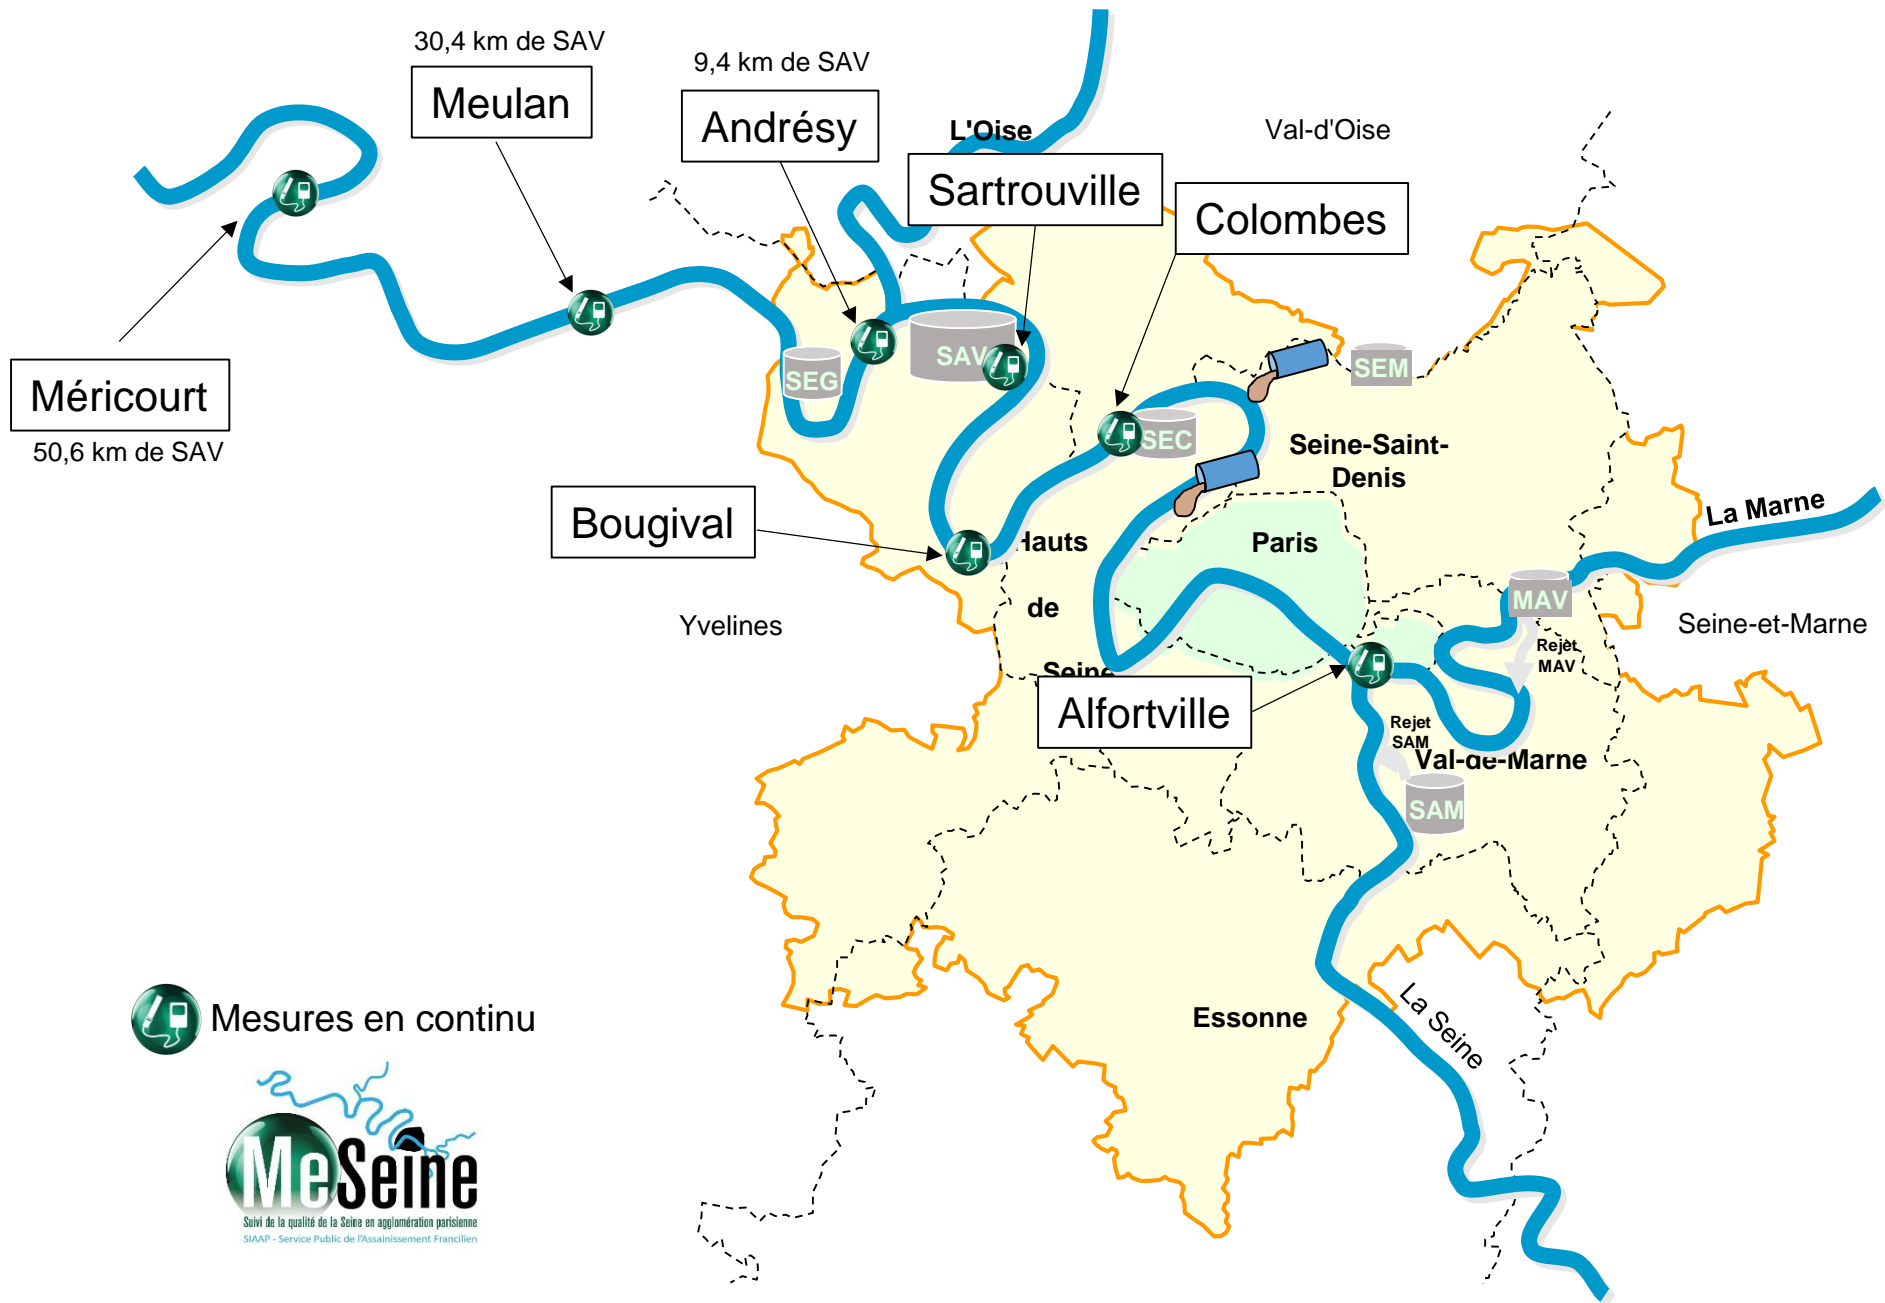 30,4 km de SAV
Meulan
9,4 km de SAV
Andrésy
L'Oise
Val-d'Oise
Sartrouville
Colombes
Méricourt
50,6 km de SAV
SEG
SAV
SEM
SEC
Seine-Saint-
Denis
La Marne
Bougival
Hauts
de
Seine
Paris
MAV
Rejet
MAV
Yvelines
Seine-et-Marne
Alfortville
Rejet
SAM
Val-de-Marne
SAM
La Seine
Essonne
Mesures en continu
MeSeine
Suivi de la qualité de la Seine en agglomération parisienne
SIAAP - Service Public de l'Assainissement Francilien